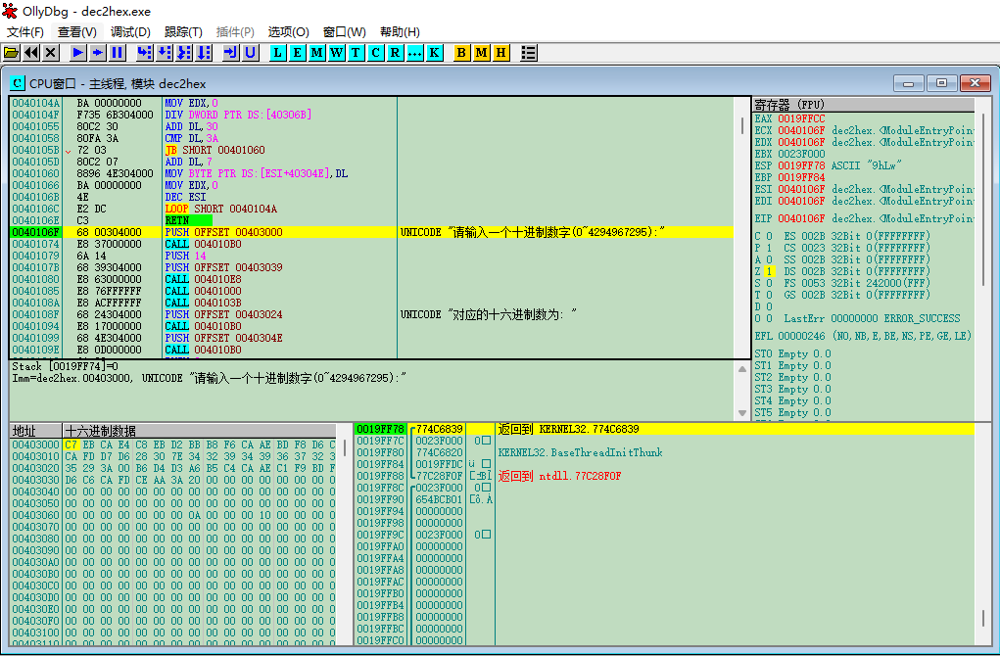 OllyDbg - dec2hex.exe
文件(F) 查看(V) 调试(D) 跟踪(T) 插件(P) 选项(O) 窗口(W) 帮助(H)
L E M W T C R ... K B M H
C CPU窗口 - 主线程, 模块 dec2hex
0040104A BA 00000000 MOV EDX,0
0040104F F735 6B304000 DIV DWORD PTR DS:[40306B]
00401055 80C2 30 ADD DL,30
00401058 80FA 3A CMP DL,3A
0040105B 72 03 JB SHORT 00401060
0040105D 80C2 07 ADD DL,7
00401060 8896 4E304000 MOV BYTE PTR DS:[ESI+40304E],DL
00401066 BA 00000000 MOV EDX,0
0040106B 4E DEC ESI
0040106C E2 DC LOOP SHORT 0040104A
0040106E C3 RETN
0040106F 68 00304000 PUSH OFFSET 00403000 UNICODE "请输入一个十进制数字(0~4294967295):"
00401074 E8 37000000 CALL 004010B0
00401079 6A 14 PUSH 14
0040107B 68 39304000 PUSH OFFSET 00403039
00401080 E8 63000000 CALL 004010E8
00401085 E8 76FFFFFF CALL 00401000
0040108A E8 ACFFFFFF CALL 0040103B
0040108F 68 24304000 PUSH OFFSET 00403024 UNICODE "对应的十六进制数为: "
00401094 E8 17000000 CALL 004010B0
00401099 68 4E304000 PUSH OFFSET 0040304E
0040109E E8 0D000000 CALL 004010B0
Stack [0019FF74]=0
Imm=dec2hex.00403000, UNICODE "请输入一个十进制数字(0~4294967295):"
寄存器 (FPU)
EAX 0019FFCC
ECX 0040106F dec2hex.<ModuleEntryPoin
EDX 0040106F dec2hex.<ModuleEntryPoin
EBX 0023F000
ESP 0019FF78 ASCII "9hLw"
EBP 0019FF84
ESI 0040106F dec2hex.<ModuleEntryPoin
EDI 0040106F dec2hex.<ModuleEntryPoin
EIP 0040106F dec2hex.<ModuleEntryPoin
C 0 ES 002B 32Bit 0(FFFFFFFF)
P 1 CS 0023 32Bit 0(FFFFFFFF)
A 0 SS 002B 32Bit 0(FFFFFFFF)
Z 1 DS 002B 32Bit 0(FFFFFFFF)
S 0 FS 0053 32Bit 242000(FFF)
T 0 GS 002B 32Bit 0(FFFFFFFF)
D 0
O 0 LastErr 00000000 ERROR_SUCCESS
EFL 00000246 (NO,NB,E,BE,NS,PE,GE,LE)
ST0 Empty 0.0
ST1 Empty 0.0
ST2 Empty 0.0
ST3 Empty 0.0
ST4 Empty 0.0
ST5 Empty 0.0
地址 十六进制数据
00403000 C7 EB CA E4 C8 EB D2 BB B8 F6 CA AE BD F8 D6 C
00403010 CA FD D7 D6 28 30 7E 34 32 39 34 39 36 37 32 3
00403020 35 29 3A 00 B6 D4 D3 A6 B5 C4 CA AE C1 F9 BD F
00403030 D6 C6 CA FD CE AA 3A 20 00 00 00 00 00 00 00 0
00403040 00 00 00 00 00 00 00 00 00 00 00 00 00 00 00 0
00403050 00 00 00 00 00 00 00 00 00 00 00 00 00 00 00 0
00403060 00 00 00 00 00 00 00 0A 00 00 00 10 00 00 00 0
00403070 00 00 00 00 00 00 00 00 00 00 00 00 00 00 00 0
00403080 00 00 00 00 00 00 00 00 00 00 00 00 00 00 00 0
00403090 00 00 00 00 00 00 00 00 00 00 00 00 00 00 00 0
004030A0 00 00 00 00 00 00 00 00 00 00 00 00 00 00 00 0
004030B0 00 00 00 00 00 00 00 00 00 00 00 00 00 00 00 0
004030C0 00 00 00 00 00 00 00 00 00 00 00 00 00 00 00 0
004030D0 00 00 00 00 00 00 00 00 00 00 00 00 00 00 00 0
004030E0 00 00 00 00 00 00 00 00 00 00 00 00 00 00 00 0
004030F0 00 00 00 00 00 00 00 00 00 00 00 00 00 00 00 0
00403100 00 00 00 00 00 00 00 00 00 00 00 00 00 00 00 0
00403110 00 00 00 00 00 00 00 00 00 00 00 00 00 00 00 0
0019FF78 774C6839 返回到 KERNEL32.774C6839
0019FF7C 0023F000
0019FF80 774C6820 KERNEL32.BaseThreadInitThunk
0019FF84 0019FFDC
0019FF88 77C28F0F 返回到 ntdll.77C28F0F
0019FF8C 0023F000
0019FF90 654BCB01
0019FF94 00000000
0019FF98 00000000
0019FF9C 0023F000
0019FFA0 00000000
0019FFA4 00000000
0019FFA8 00000000
0019FFAC 00000000
0019FFB0 00000000
0019FFB4 00000000
0019FFB8 00000000
0019FFBC 00000000
0019FFC0 00000000